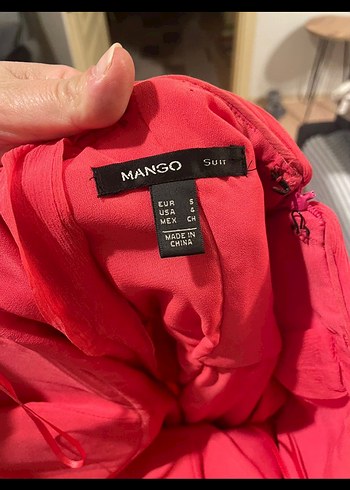 MANGO SUIT
EUR S
USA 4
MEX CH
MADE IN
CHINA